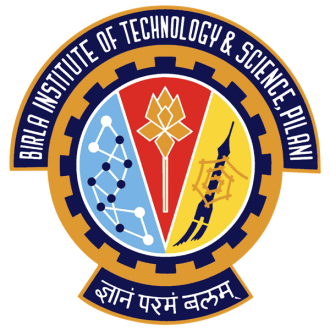 BIRLA INSTITUTE OF TECHNOLOGY & SCIENCE, PILANI
ज्ञानं परमं बलम्